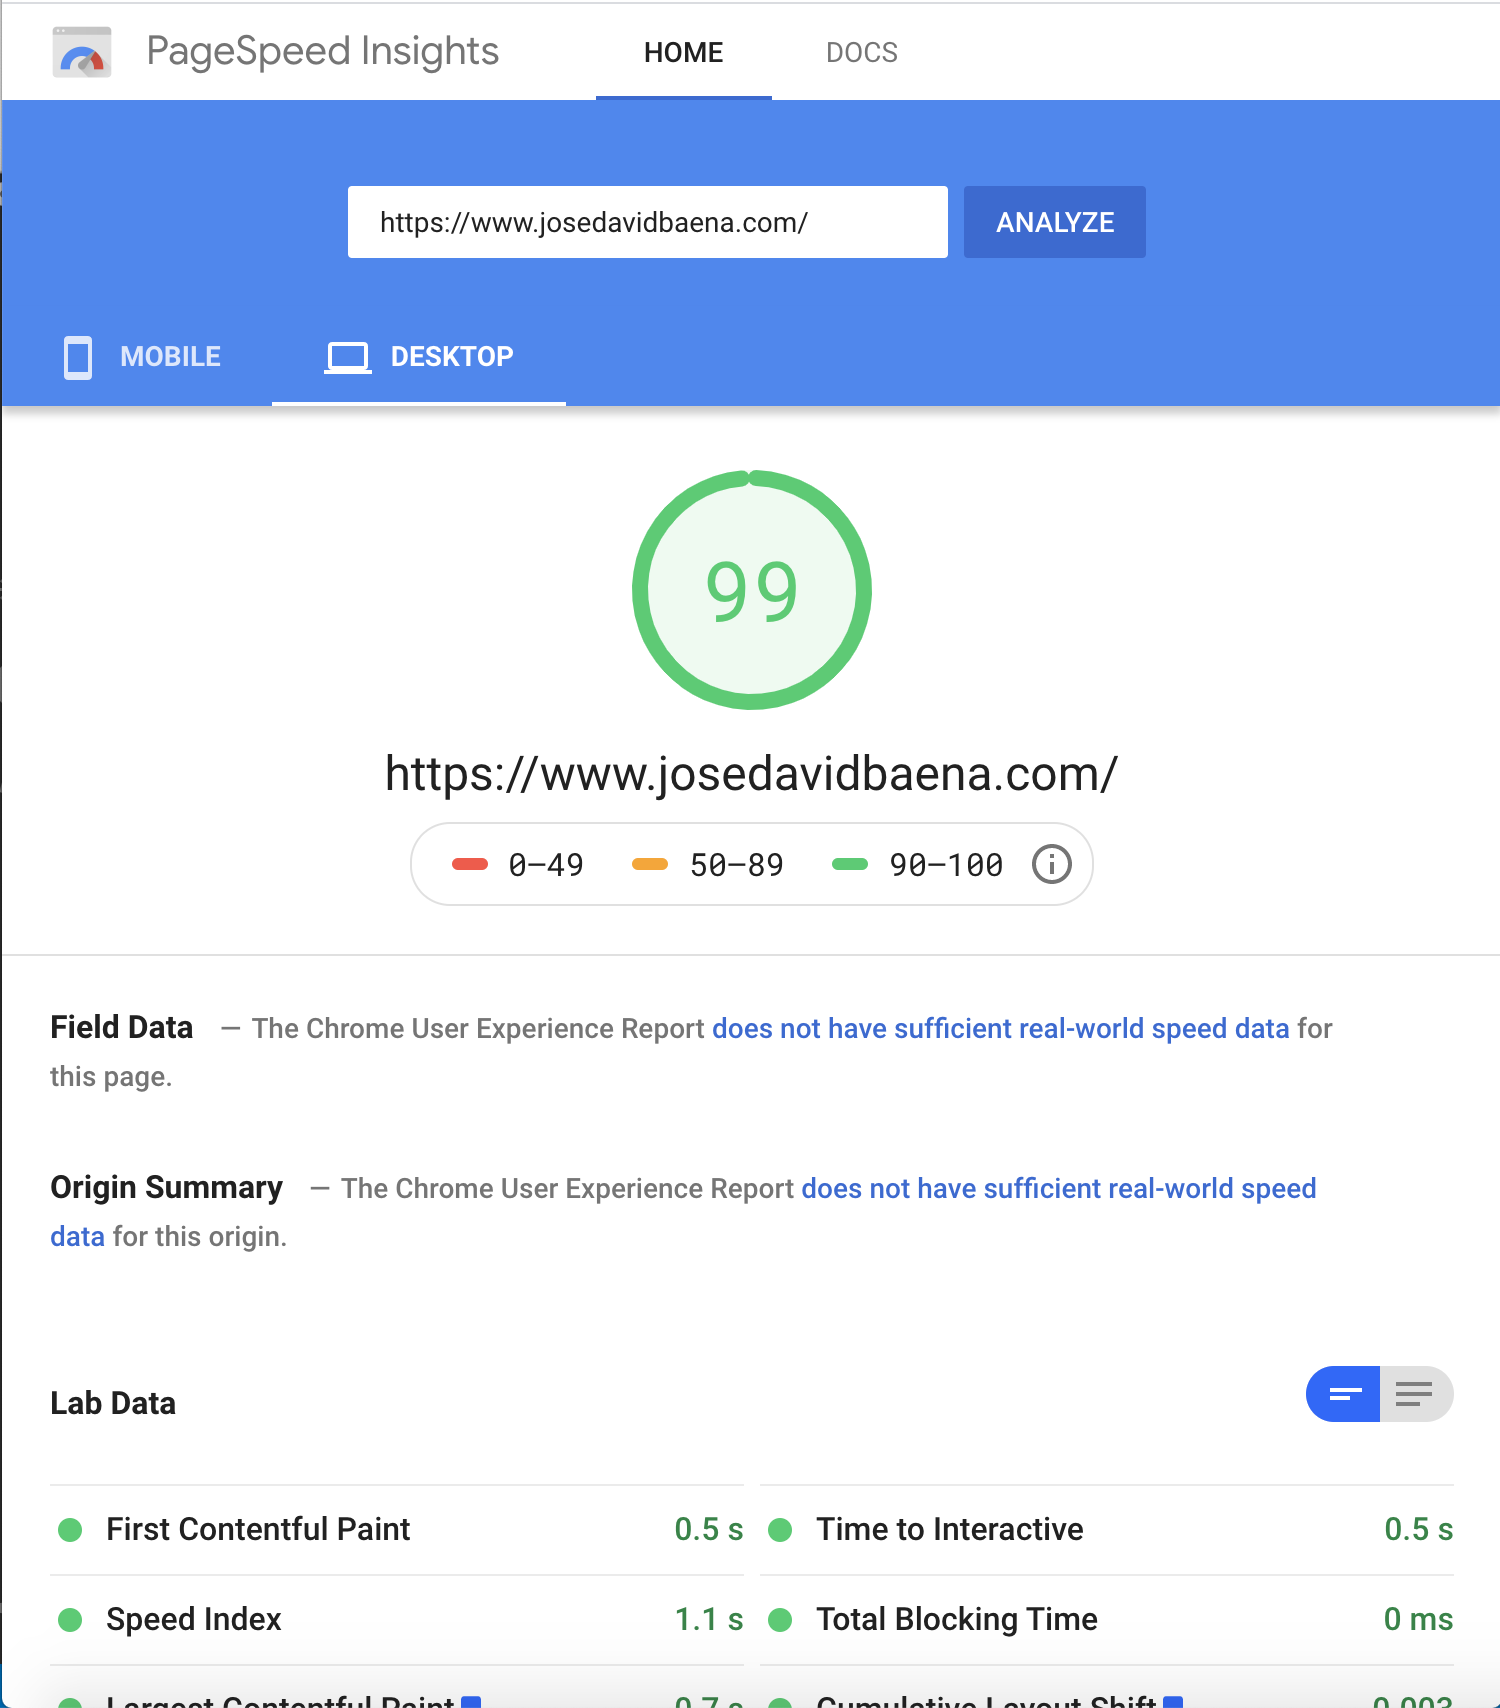 PageSpeed Insights
HOME
DOCS
https://www.josedavidbaena.com/
ANALYZE
MOBILE
DESKTOP
99
https://www.josedavidbaena.com/
0–49
50–89
90–100
Field Data — The Chrome User Experience Report does not have sufficient real-world speed data for
this page.
Origin Summary — The Chrome User Experience Report does not have sufficient real-world speed
data for this origin.
Lab Data
First Contentful Paint 0.5 s
Time to Interactive 0.5 s
Speed Index 1.1 s
Total Blocking Time 0 ms
Largest Contentful Paint 0.7 s
Cumulative Layout Shift 0.003